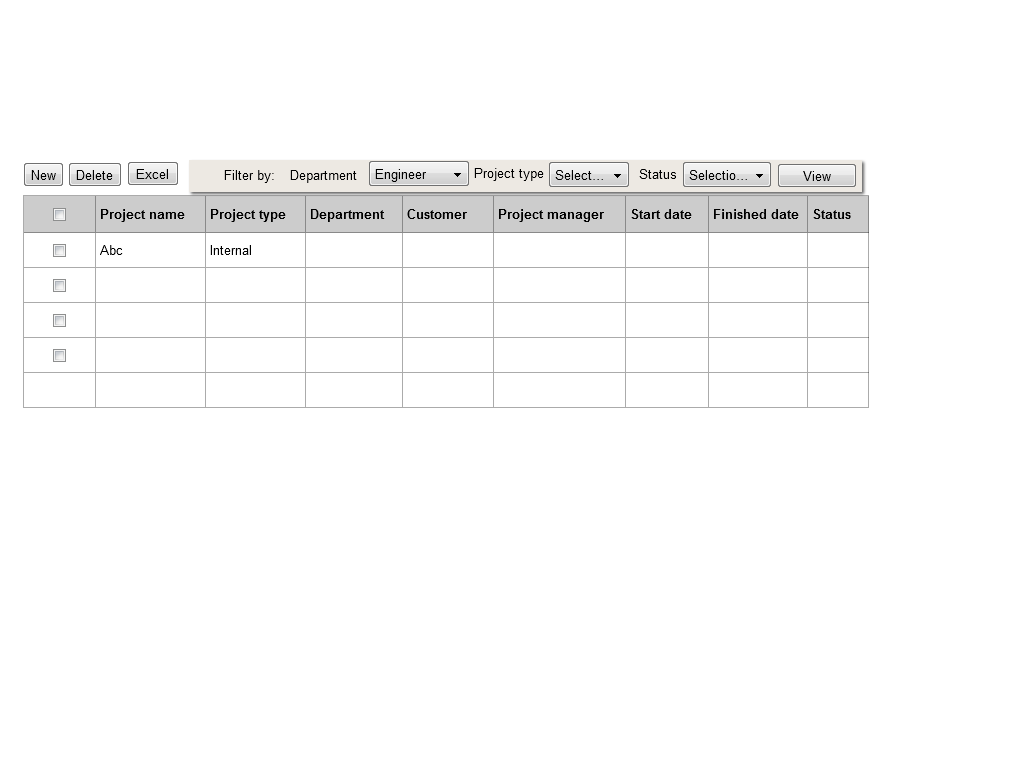 New Delete Excel Filter by: Department Engineer Project type Select... Status Selectio... View
Project name Project type Department Customer Project manager Start date Finished date Status
Abc Internal